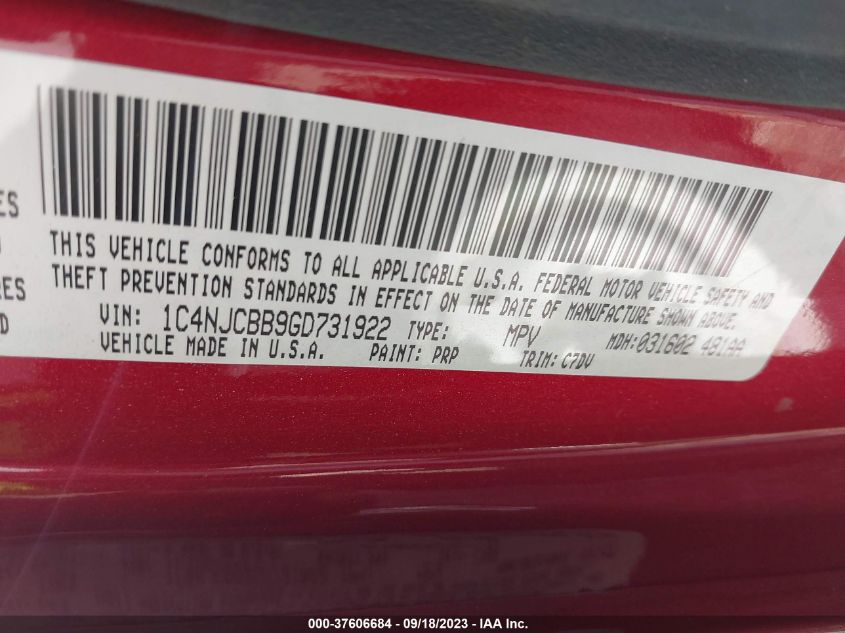 ES
RES
D
THIS VEHICLE CONFORMS TO ALL APPLICABLE U.S.A. FEDERAL MOTOR VEHICLE SAFETY AND
THEFT PREVENTION STANDARDS IN EFFECT ON THE DATE OF MANUFACTURE SHOWN ABOVE.
VIN: 1C4NJCBB9GD731922 TYPE: MPV MDH:031602 481AA
VEHICLE MADE IN U.S.A. PAINT: PRP TRIM: C7DV
000-37606684 - 09/18/2023 - IAA Inc.